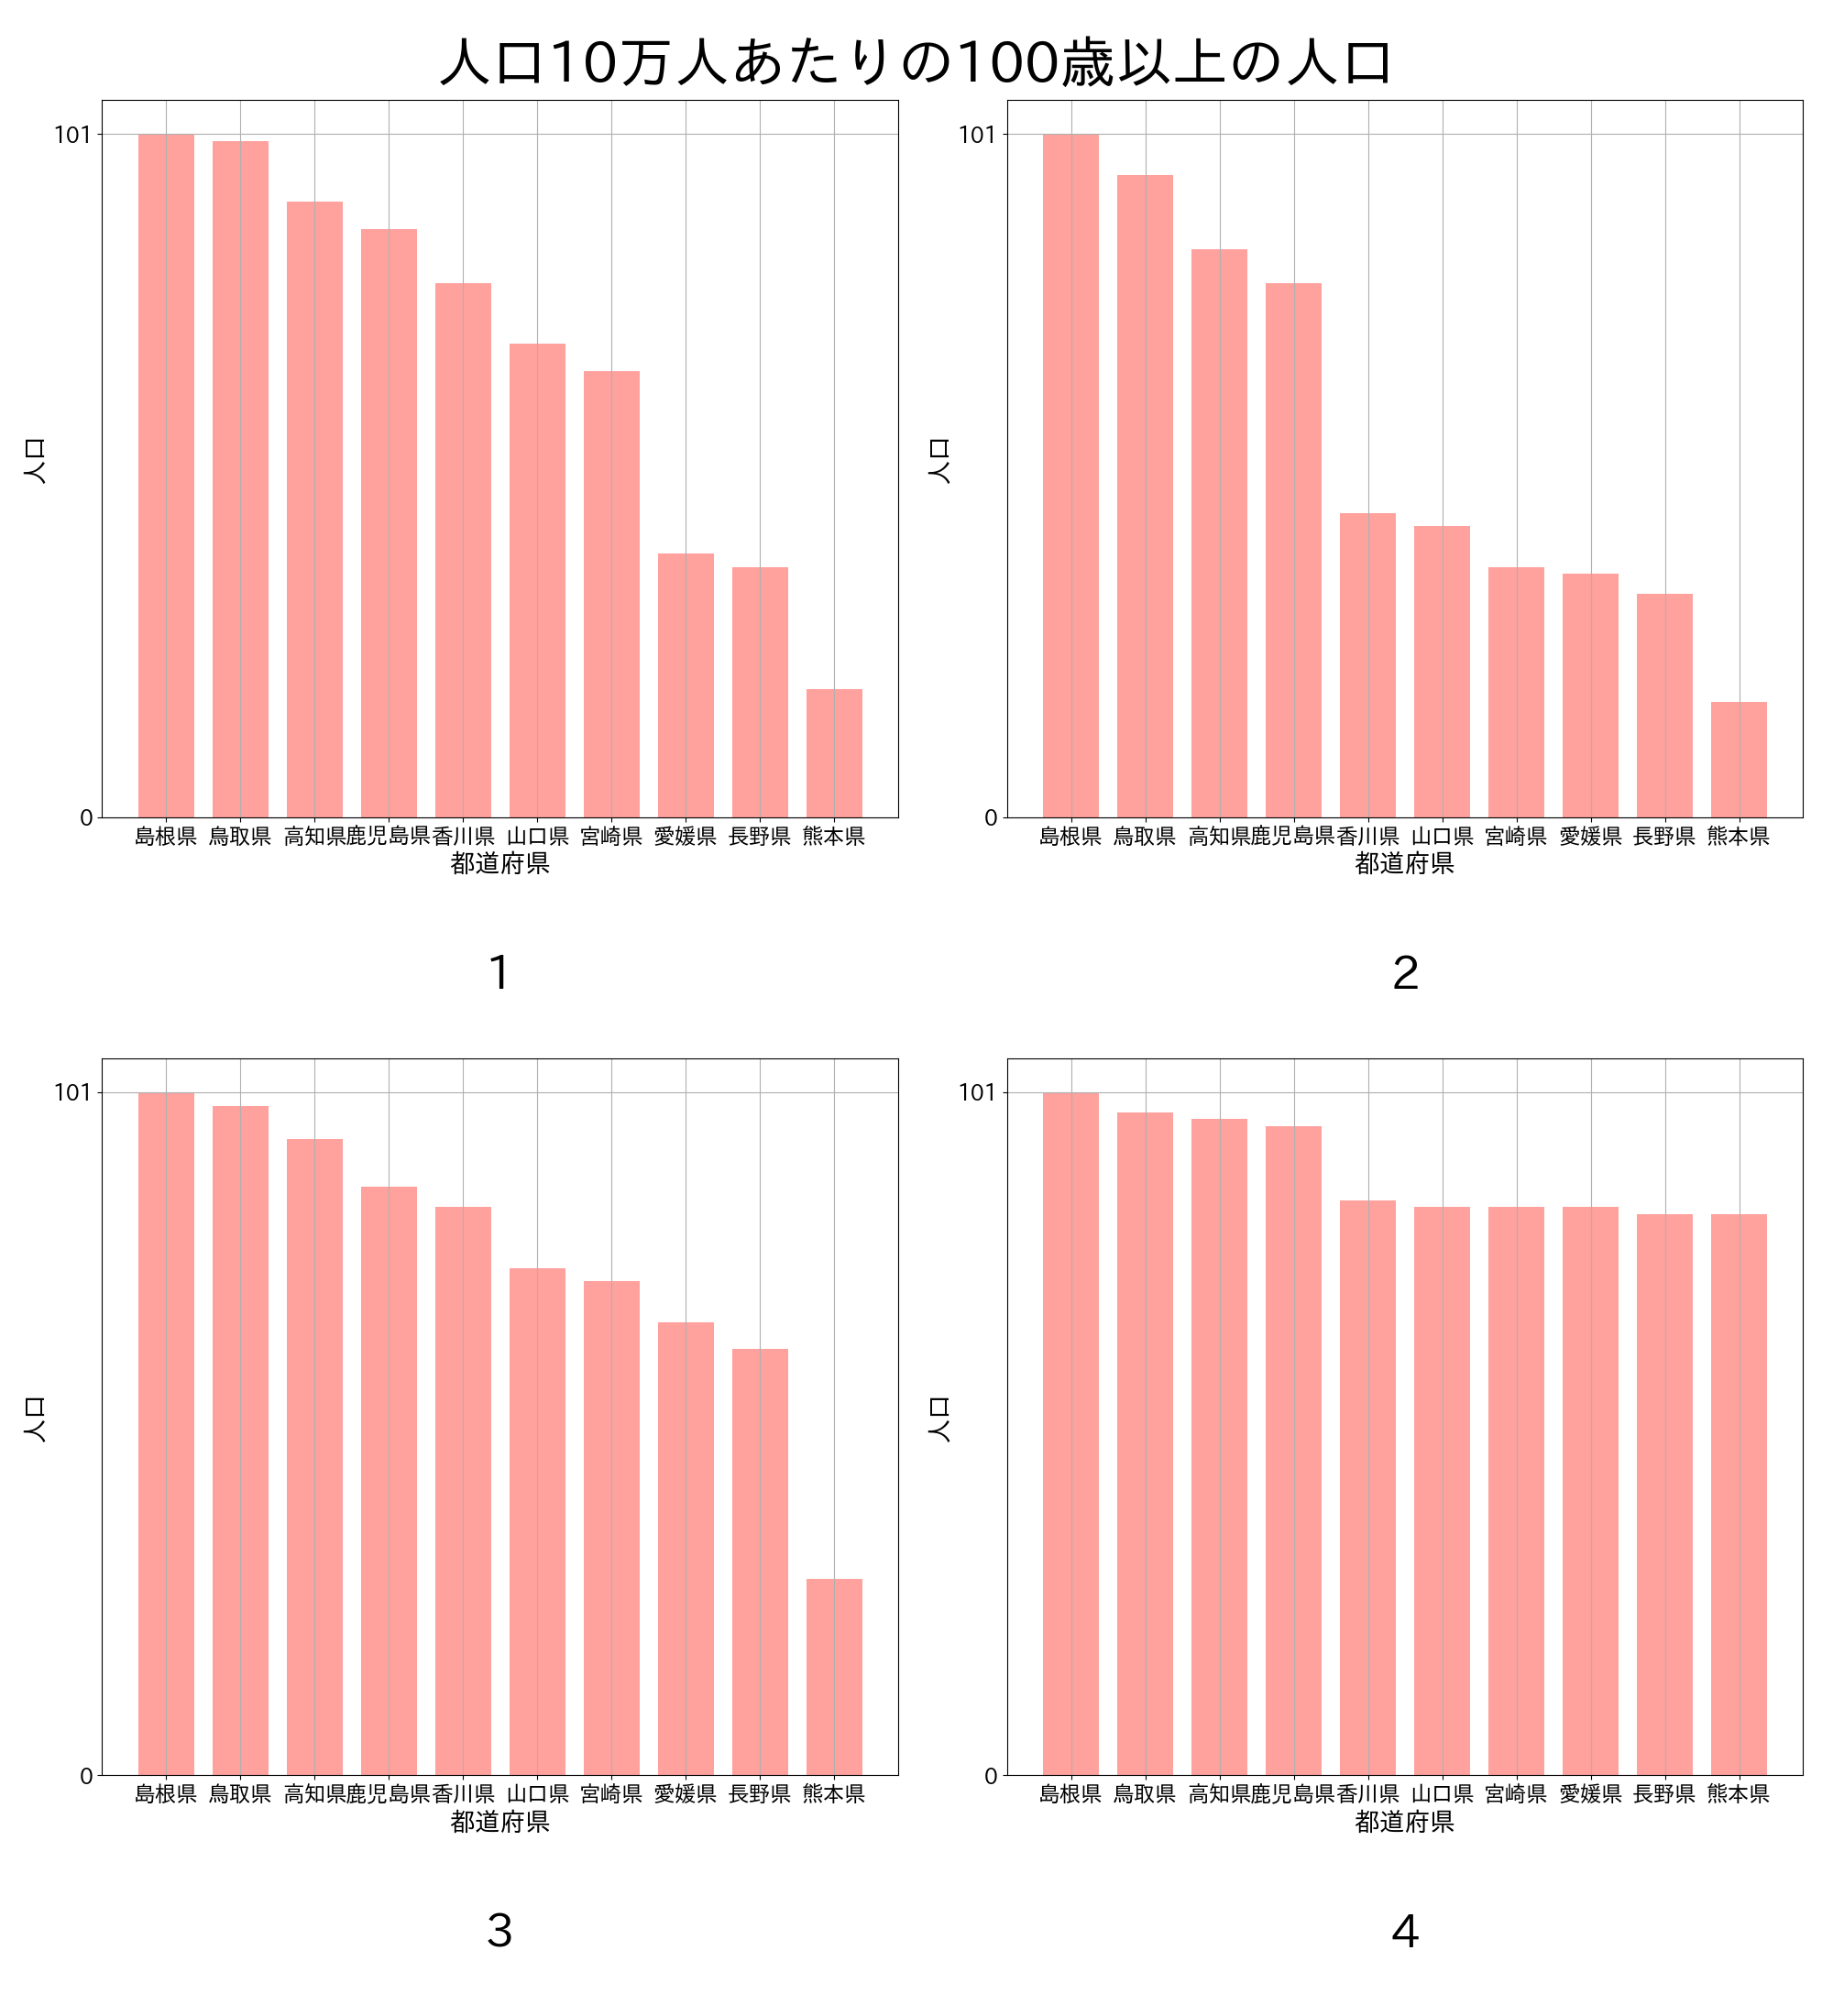 人口10万人あたりの100歳以上の人口
101
0
人口
島根県 鳥取県 高知県 鹿児島県 香川県 山口県 宮崎県 愛媛県 長野県 熊本県
都道府県
1
101
0
人口
島根県 鳥取県 高知県 鹿児島県 香川県 山口県 宮崎県 愛媛県 長野県 熊本県
都道府県
2
101
0
人口
島根県 鳥取県 高知県 鹿児島県 香川県 山口県 宮崎県 愛媛県 長野県 熊本県
都道府県
3
101
0
人口
島根県 鳥取県 高知県 鹿児島県 香川県 山口県 宮崎県 愛媛県 長野県 熊本県
都道府県
4